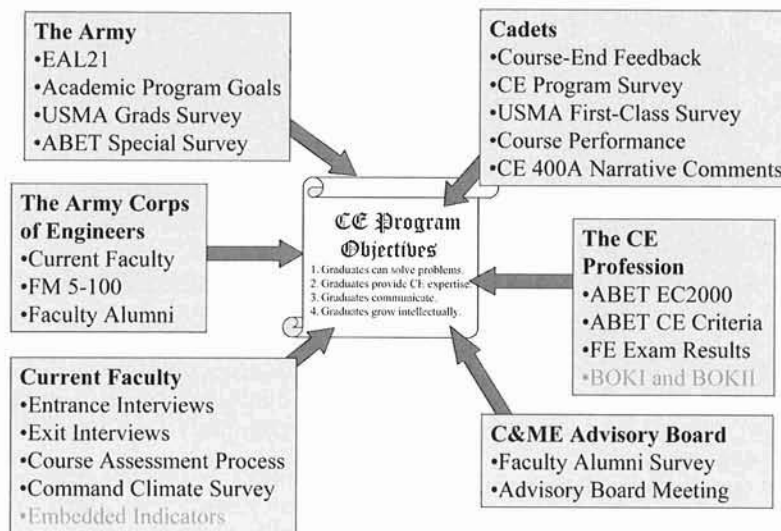 The Army
•EAL21
•Academic Program Goals
•USMA Grads Survey
•ABET Special Survey
Cadets
•Course-End Feedback
•CE Program Survey
•USMA First-Class Survey
•Course Performance
•CE 400A Narrative Comments
The Army Corps
of Engineers
•Current Faculty
•FM 5-100
•Faculty Alumni
CE Program
Objectives
1. Graduates can solve problems.
2. Graduates provide CE expertise.
3. Graduates communicate.
4. Graduates grow intellectually.
The CE
Profession
•ABET EC2000
•ABET CE Criteria
•FE Exam Results
•BOKI and BOKII
Current Faculty
•Entrance Interviews
•Exit Interviews
•Course Assessment Process
•Command Climate Survey
•Embedded Indicators
C&ME Advisory Board
•Faculty Alumni Survey
•Advisory Board Meeting